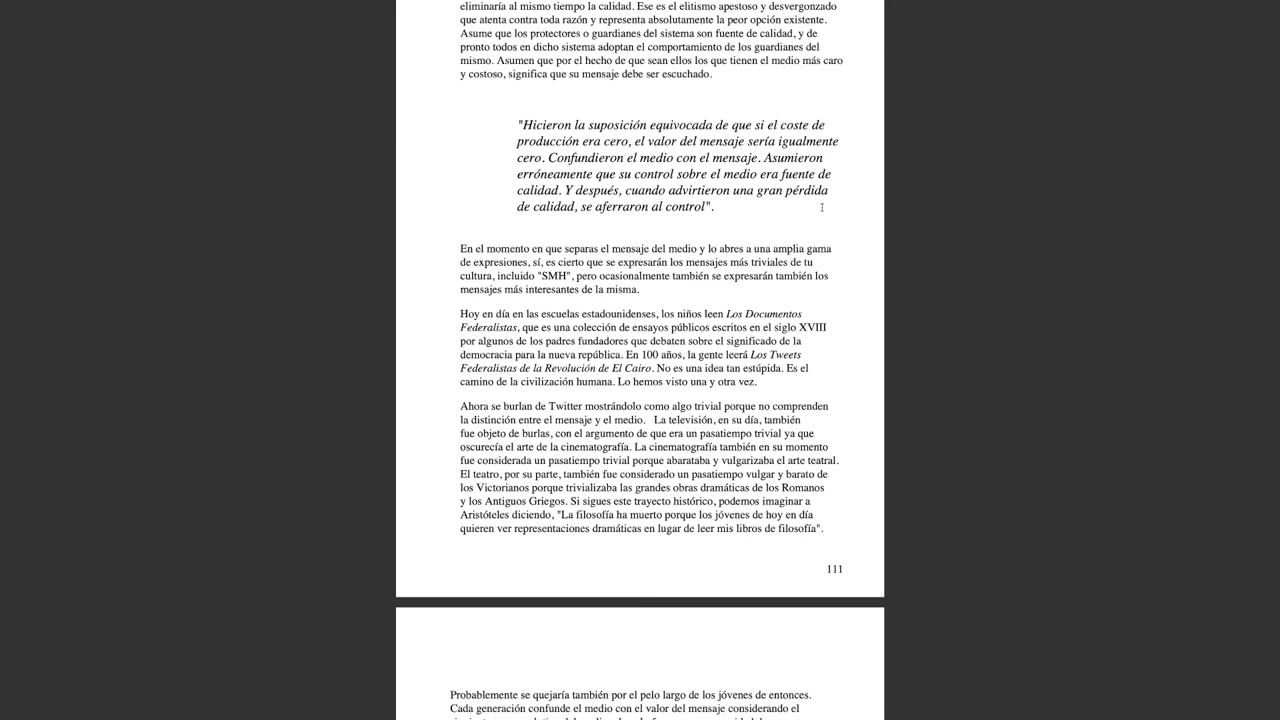 eliminaría al mismo tiempo la calidad. Ese es el elitismo apestoso y desvergonzado
que atenta contra toda razón y representa absolutamente la peor opción existente.
Asume que los protectores o guardianes del sistema son fuente de calidad, y de
pronto todos en dicho sistema adoptan el comportamiento de los guardianes del
mismo. Asumen que por el hecho de que sean ellos los que tienen el medio más caro
y costoso, significa que su mensaje debe ser escuchado.
"Hicieron la suposición equivocada de que si el coste de
producción era cero, el valor del mensaje sería igualmente
cero. Confundieron el medio con el mensaje. Asumieron
erróneamente que su control sobre el medio era fuente de
calidad. Y después, cuando advirtieron una gran pérdida
de calidad, se aferraron al control".
En el momento en que separas el mensaje del medio y lo abres a una amplia gama
de expresiones, sí, es cierto que se expresarán los mensajes más triviales de tu
cultura, incluido "SMH", pero ocasionalmente también se expresarán también los
mensajes más interesantes de la misma.
Hoy en día en las escuelas estadounidenses, los niños leen Los Documentos
Federalistas, que es una colección de ensayos públicos escritos en el siglo XVIII
por algunos de los padres fundadores que debaten sobre el significado de la
democracia para la nueva república. En 100 años, la gente leerá Los Tweets
Federalistas de la Revolución de El Cairo. No es una idea tan estúpida. Es el
camino de la civilización humana. Lo hemos visto una y otra vez.
Ahora se burlan de Twitter mostrándolo como algo trivial porque no comprenden
la distinción entre el mensaje y el medio.   La televisión, en su día, también
fue objeto de burlas, con el argumento de que era un pasatiempo trivial ya que
oscurecía el arte de la cinematografía. La cinematografía también en su momento
fue considerada un pasatiempo trivial porque abarataba y vulgarizaba el arte teatral.
El teatro, por su parte, también fue considerado un pasatiempo vulgar y barato de
los Victorianos porque trivializaba las grandes obras dramáticas de los Romanos
y los Antiguos Griegos. Si sigues este trayecto histórico, podemos imaginar a
Aristóteles diciendo, "La filosofía ha muerto porque los jóvenes de hoy en día
quieren ver representaciones dramáticas en lugar de leer mis libros de filosofía".
111
Probablemente se quejaría también por el pelo largo de los jóvenes de entonces.
Cada generación confunde el medio con el valor del mensaje considerando el